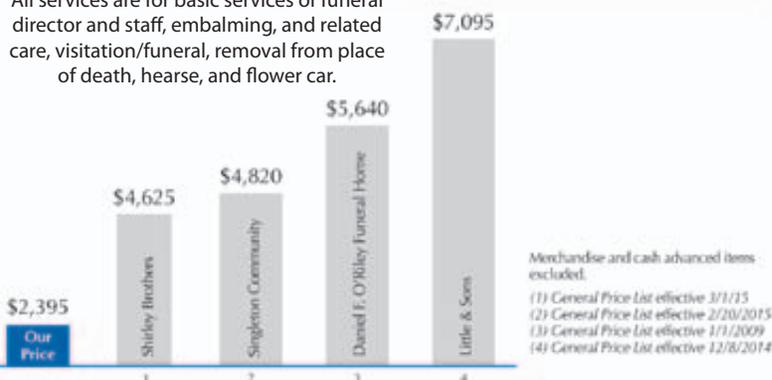 All services are for basic services of funeral
director and staff, embalming, and related
care, visitation/funeral, removal from place
of death, hearse, and flower car.
$7,095
$5,640
$4,820
$4,625
$2,395
Our
Price
Shirley Brothers
Singleton Community
Daniel F. O'Riley Funeral Home
Little & Sons
Merchandise and cash advanced items
excluded.
(1) General Price List effective 3/1/15
(2) General Price List effective 2/20/2015
(3) General Price List effective 1/1/2009
(4) General Price List effective 12/8/2014